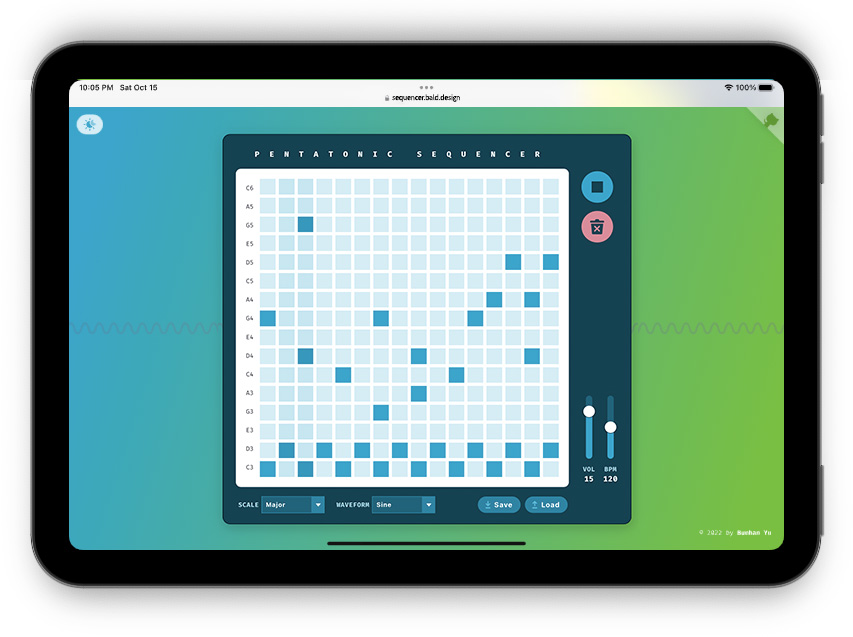 10:05 PM Sat Oct 15
100%
sequencer.bald.design
PENTATONIC SEQUENCER
C6
A5
G5
E5
D5
C5
A4
G4
E4
D4
C4
A3
G3
E3
D3
C3
VOL BPM
15 120
SCALE Major WAVEFORM Sine Save Load
© 2022 by Nunhan Yu